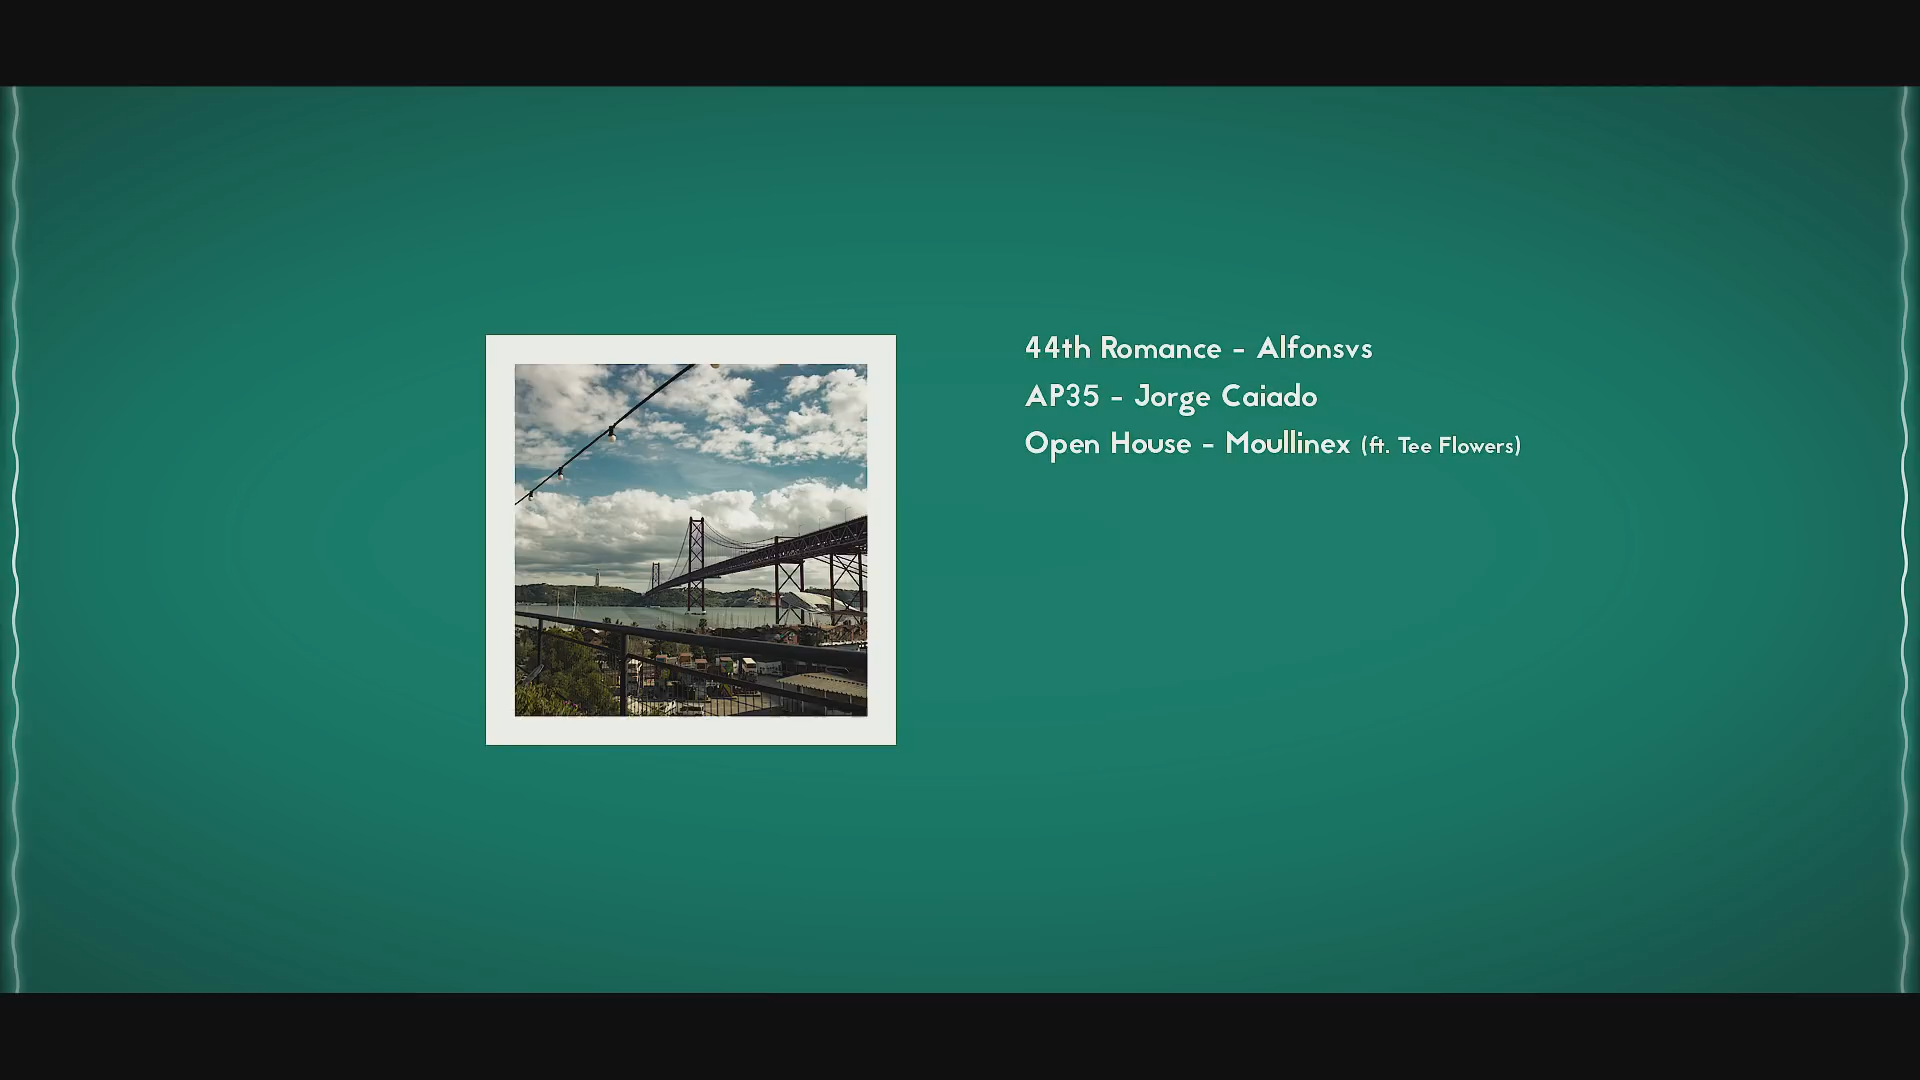 44th Romance - Alfonsvs
AP35 - Jorge Caiado
Open House - Moullinex (ft. Tee Flowers)